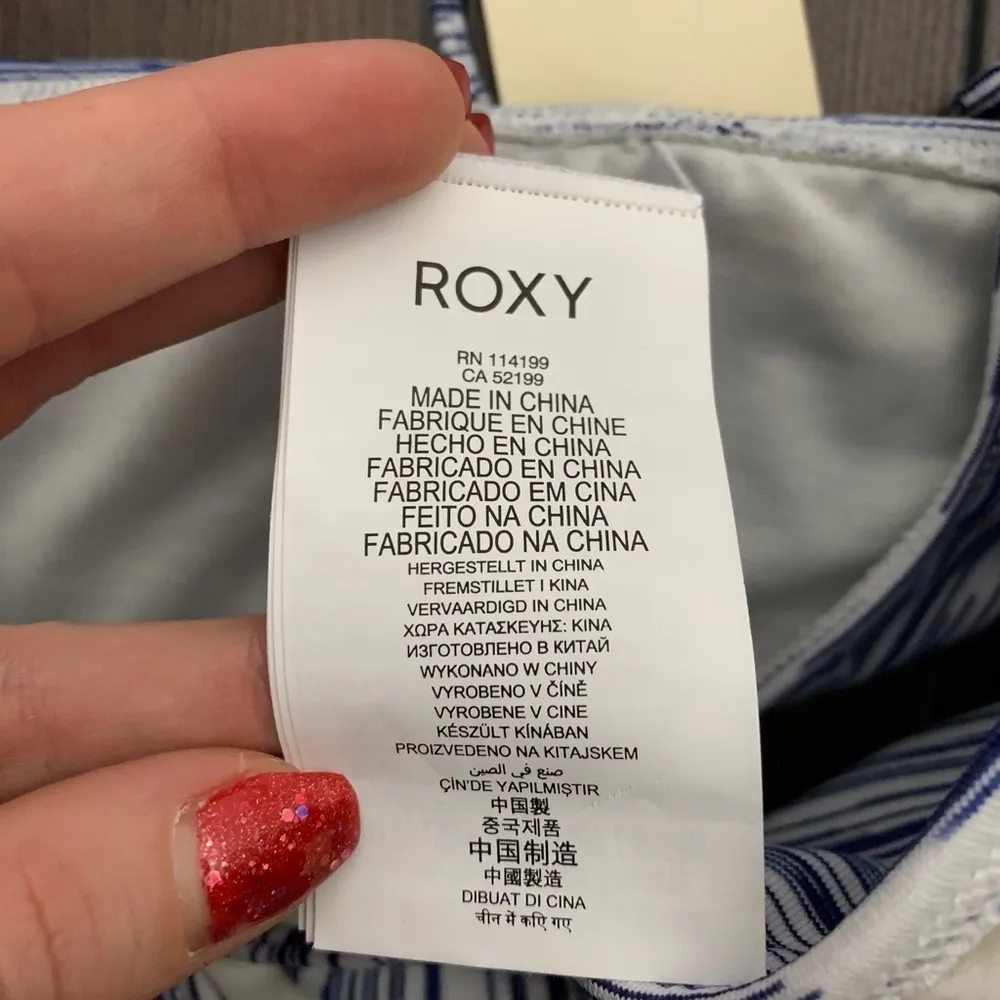 ROXY
RN 114199
CA 52199
MADE IN CHINA
FABRIQUE EN CHINE
HECHO EN CHINA
FABRICADO EN CHINA
FABRICADO EM CINA
FEITO NA CHINA
FABRICADO NA CHINA
HERGESTELLT IN CHINA
FREMSTILLET I KINA
VERVAARDIGD IN CHINA
ΧΩΡΑ ΚΑΤΑΣΚΕΥΗΣ: ΚΙΝΑ
ИЗГОТОВЛЕНО В КИТАЙ
WYKONANO W CHINY
VYROBENO V ČÍNĚ
VYROBENE V CINE
KÉSZÜLT KÍNÁBAN
PROIZVEDENO NA KITAJSKEM
صنع في الصين
ÇİN'DE YAPILMIŞTIR
中国製
중국제품
中国制造
中國製造
DIBUAT DI CINA
चीन में कएि गए